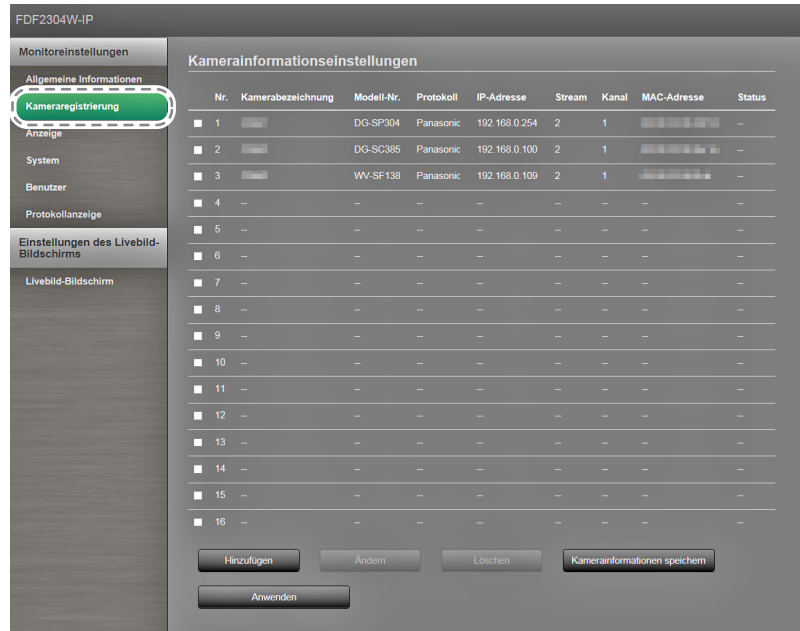 FDF2304W-IP
Monitoreinstellungen
Allgemeine Informationen
Kameraregistrierung
Anzeige
System
Benutzer
Protokollanzeige
Einstellungen des Livebild-
Bildschirms
Livebild-Bildschirm
Kamerainformationseinstellungen
Nr. Kamerabezeichnung Modell-Nr. Protokoll IP-Adresse Stream Kanal MAC-Adresse Status
1 DG-SP304 Panasonic 192.168.0.254 2 1 --
2 DG-SC385 Panasonic 192.168.0.100 2 1 --
3 WV-SF138 Panasonic 192.168.0.109 2 1 --
4 -- -- -- -- -- -- -- --
5 -- -- -- -- -- -- -- --
6 -- -- -- -- -- -- -- --
7 -- -- -- -- -- -- -- --
8 -- -- -- -- -- -- -- --
9 -- -- -- -- -- -- -- --
10 -- -- -- -- -- -- -- --
11 -- -- -- -- -- -- -- --
12 -- -- -- -- -- -- -- --
13 -- -- -- -- -- -- -- --
14 -- -- -- -- -- -- -- --
15 -- -- -- -- -- -- -- --
16 -- -- -- -- -- -- -- --
Hinzufügen Ändern Löschen Kamerainformationen speichern
Anwenden